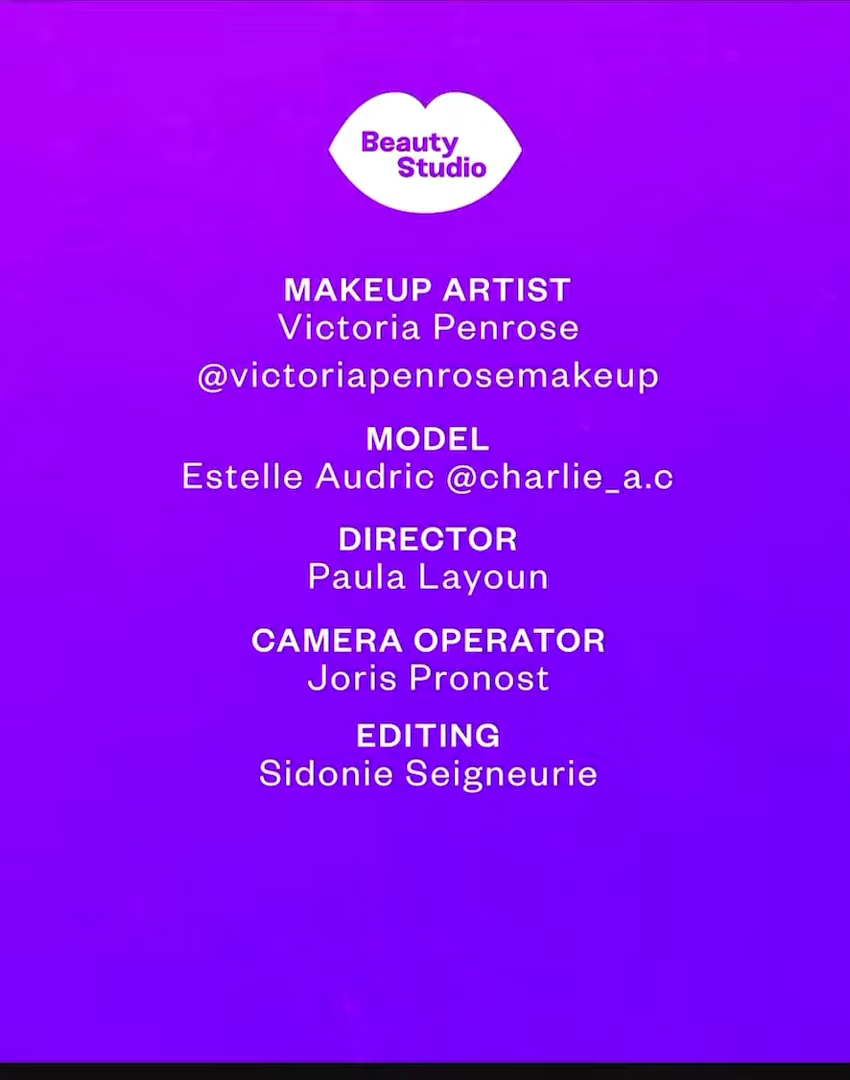 Beauty
Studio
MAKEUP ARTIST
Victoria Penrose
@victoriapenrosemakeup
MODEL
Estelle Audric @charlie_a.c
DIRECTOR
Paula Layoun
CAMERA OPERATOR
Joris Pronost
EDITING
Sidonie Seigneurie